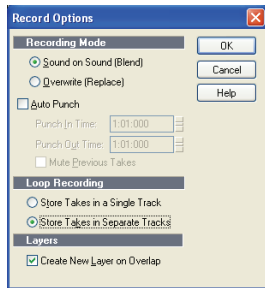 Record Options
Recording Mode
OK
Sound on Sound (Blend)
Cancel
Overwrite (Replace)
Help
Auto Punch
Punch In Time: 1:01:000
Punch Out Time: 1:01:000
Mute Previous Takes
Loop Recording
Store Takes in a Single Track
Store Takes in Separate Tracks
Layers
Create New Layer on Overlap